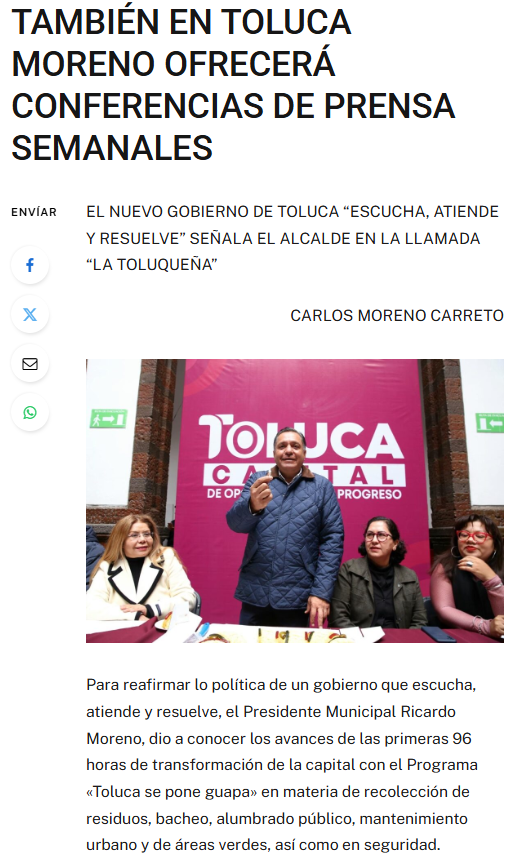 TAMBIÉN EN TOLUCA
MORENO OFRECERÁ
CONFERENCIAS DE PRENSA
SEMANALES
ENVÍAR
EL NUEVO GOBIERNO DE TOLUCA “ESCUCHA, ATIENDE
Y RESUELVE” SEÑALA EL ALCALDE EN LA LLAMADA
“LA TOLUQUEÑA”
CARLOS MORENO CARRETO
TOLUCA
CAPITAL
DE OP
PROGRESO
Para reafirmar lo política de un gobierno que escucha,
atiende y resuelve, el Presidente Municipal Ricardo
Moreno, dio a conocer los avances de las primeras 96
horas de transformación de la capital con el Programa
«Toluca se pone guapa» en materia de recolección de
residuos, bacheo, alumbrado público, mantenimiento
urbano y de áreas verdes, así como en seguridad.